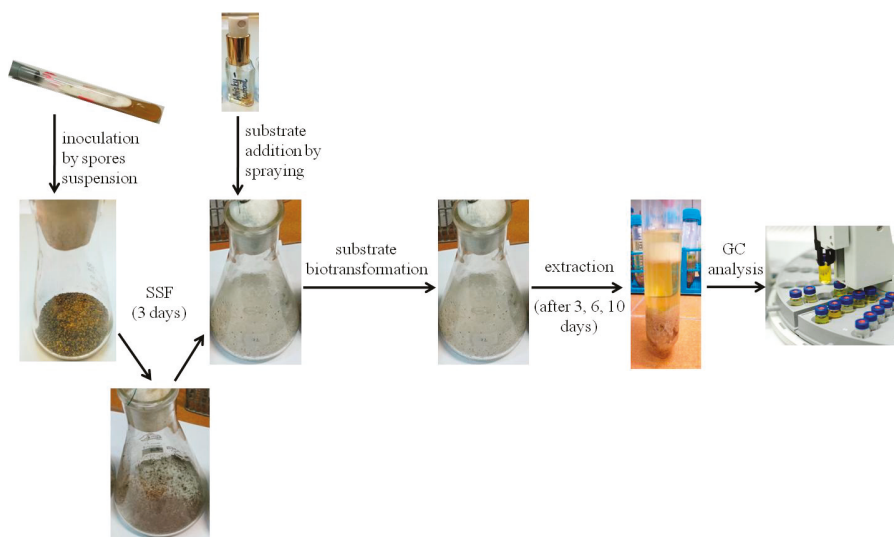 inoculation
by spores
suspension
substrate
addition by
spraying
SSF
(3 days)
substrate
biotransformation
extraction
(after 3, 6, 10
days)
GC
analysis